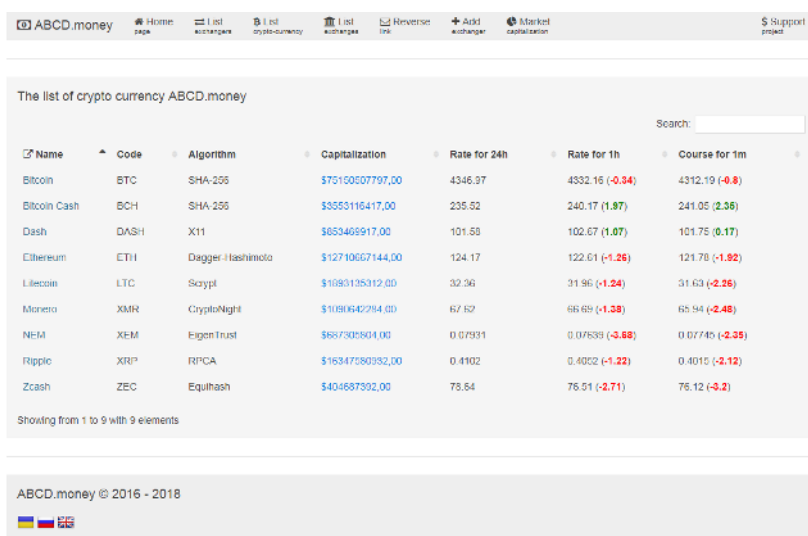 ABCD.money Home page List exchangers List crypto-currency List exchanges Reverse link Add exchanger Market capitalization Support project
The list of crypto currency ABCD.money
Search:
Name Code Algorithm Capitalization Rate for 24h Rate for 1h Course for 1m
Bitcoin BTC SHA-256 $75150507797,00 4346.97 4332.16 (-0.34) 4312.19 (-0.8)
Bitcoin Cash BCH SHA-256 $3553116417,00 235.52 240.17 (1.97) 241.05 (2.35)
Dash DASH X11 $853469917,00 101.58 102.67 (1.07) 101.75 (0.17)
Ethereum ETH Dagger-Hashimoto $12710667144,00 124.17 122.61 (-1.26) 121.78 (-1.92)
Litecoin LTC Scrypt $1893135312,00 32.36 31.96 (-1.24) 31.63 (-2.26)
Monero XMR CryptoNight $1090642284,00 67.62 66.69 (-1.38) 65.94 (-2.48)
NEM XEM EigenTrust $687305804,00 0.07931 0.07639 (-3.68) 0.07745 (-2.35)
Ripple XRP RPCA $16347580932,00 0.4102 0.4052 (-1.22) 0.4015 (-2.12)
Zcash ZEC Equihash $404687392,00 78.64 76.51 (-2.71) 76.12 (-3.2)
Showing from 1 to 9 with 9 elements
ABCD.money © 2016 - 2018